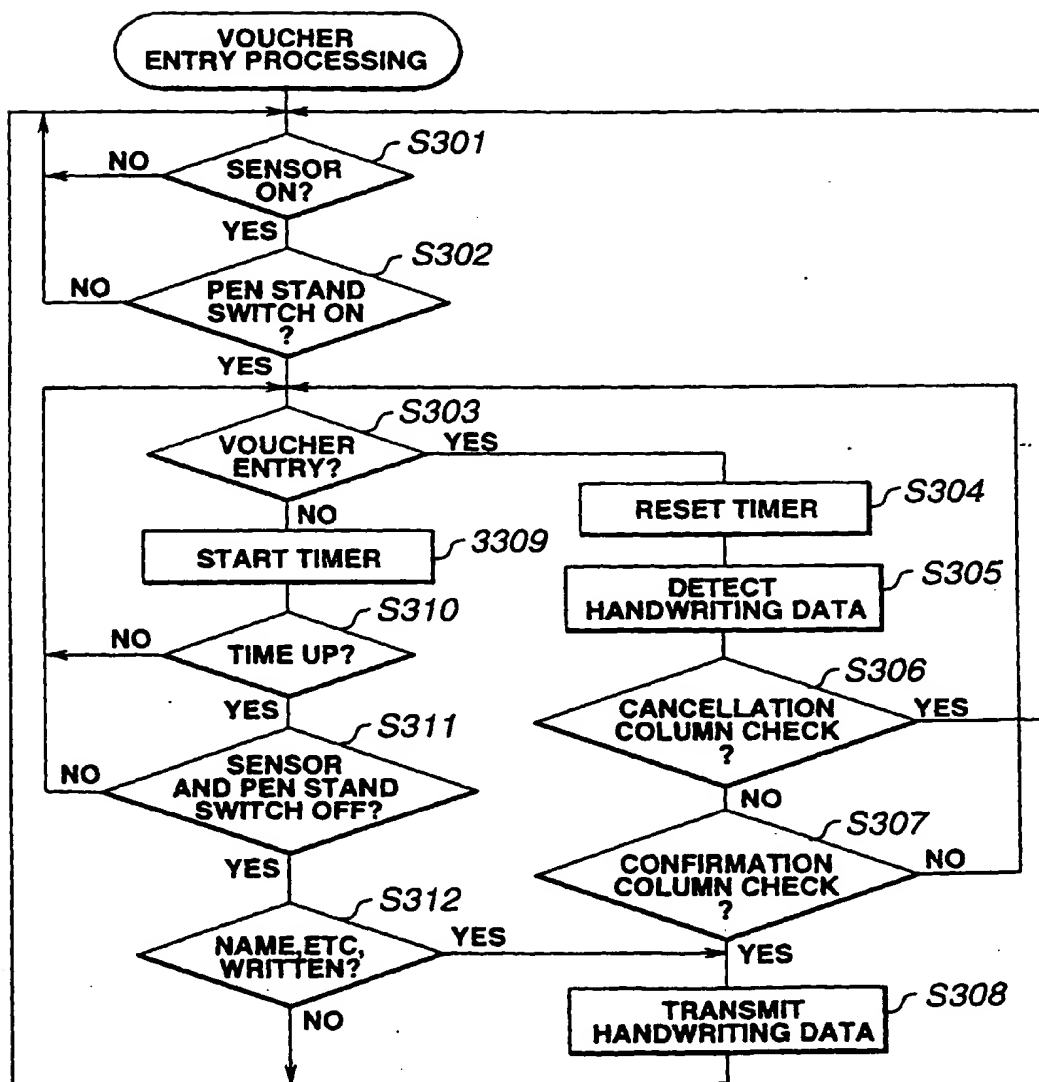 VOUCHER
ENTRY PROCESSING
S301
NO
SENSOR
ON?
YES
S302
NO
PEN STAND
SWITCH ON
?
YES
S303
VOUCHER
ENTRY?
YES
NO
S304
RESET TIMER
START TIMER
3309
S305
DETECT
HANDWRITING DATA
S310
NO
TIME UP?
YES
S306
CANCELLATION
COLUMN CHECK
?
YES
NO
S311
SENSOR
AND PEN STAND
SWITCH OFF?
NO
YES
S307
CONFIRMATION
COLUMN CHECK
?
NO
YES
S312
NAME,ETC,
WRITTEN?
YES
NO
S308
TRANSMIT
HANDWRITING DATA